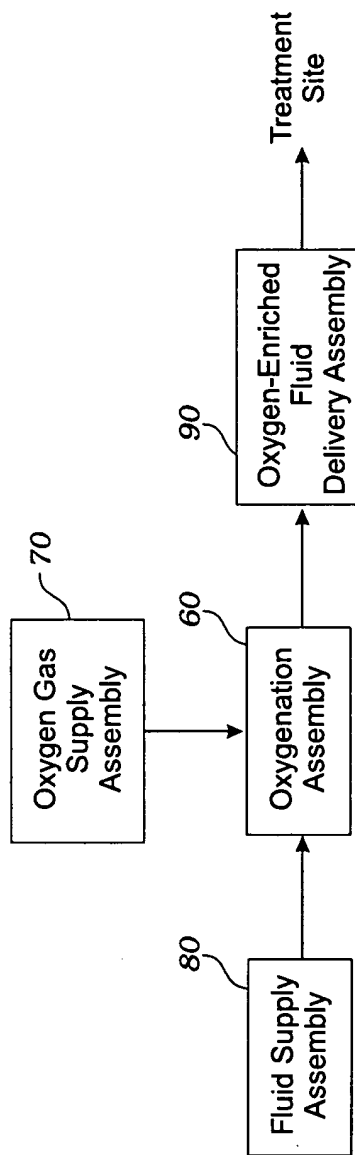 70
Oxygen Gas
Supply
Assembly
80
Fluid Supply
Assembly
60
Oxygenation
Assembly
90
Oxygen-Enriched
Fluid
Delivery Assembly
Treatment
Site